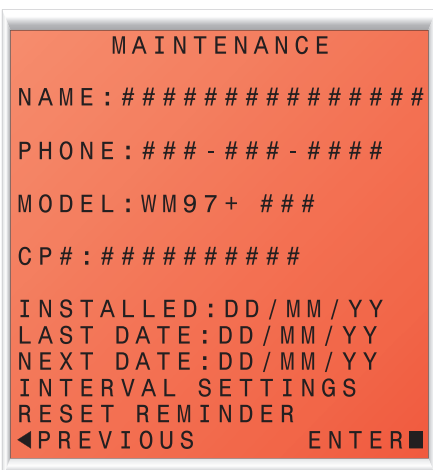 MAINTENANCE
NAME:###############
PHONE:###-###-####
MODEL:WM97+ ###
CP#:##########
INSTALLED:DD/MM/YY
LAST DATE:DD/MM/YY
NEXT DATE:DD/MM/YY
INTERVAL SETTINGS
RESET REMINDER
◀PREVIOUS ENTER■